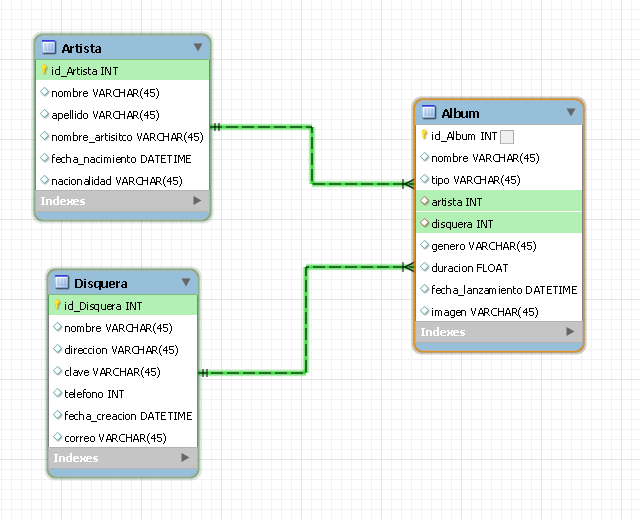 Artista
id_Artista INT
nombre VARCHAR(45)
apellido VARCHAR(45)
nombre_artisitco VARCHAR(45)
fecha_nacimiento DATETIME
nacionalidad VARCHAR(45)
Indexes
Disquera
id_Disquera INT
nombre VARCHAR(45)
direccion VARCHAR(45)
clave VARCHAR(45)
telefono INT
fecha_creacion DATETIME
correo VARCHAR(45)
Indexes
Album
id_Album INT
nombre VARCHAR(45)
tipo VARCHAR(45)
artista INT
disquera INT
genero VARCHAR(45)
duracion FLOAT
fecha_lanzamiento DATETIME
imagen VARCHAR(45)
Indexes